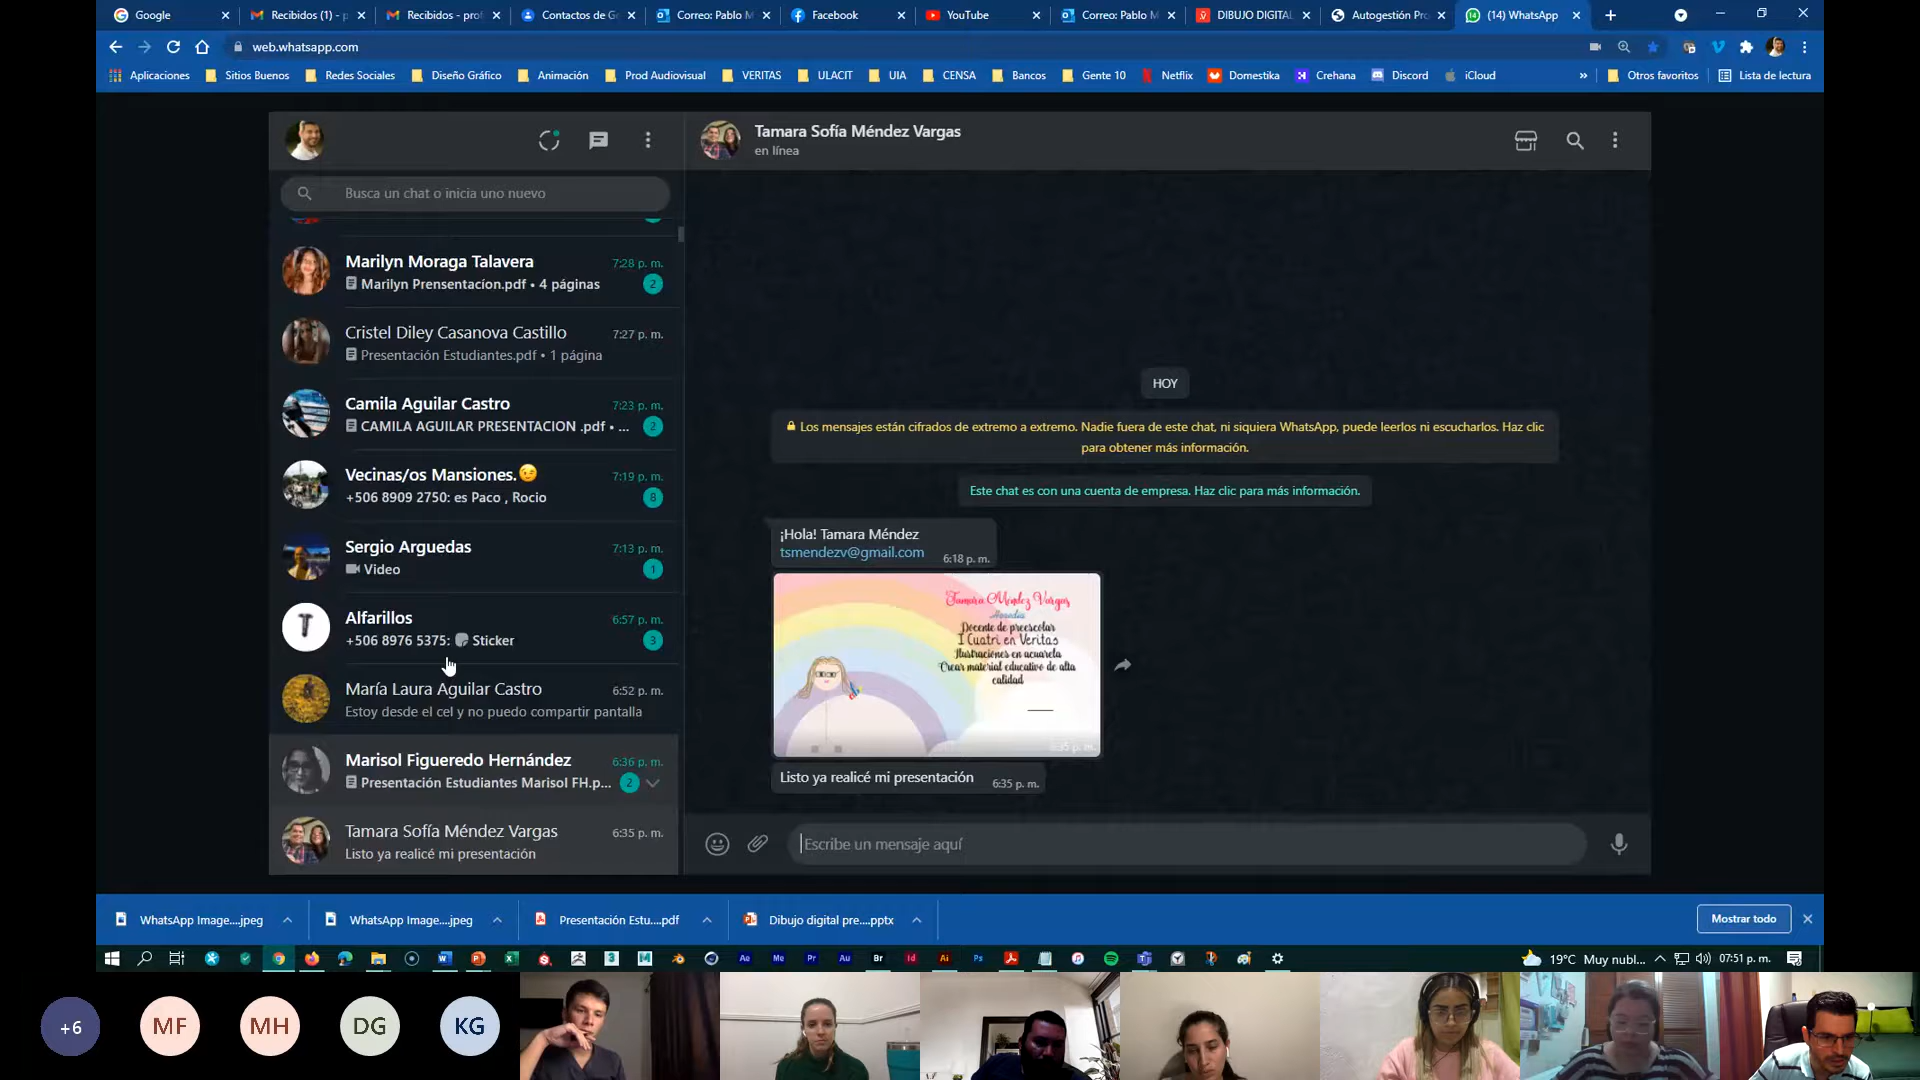 Google
Recibidos (1) - p
Recibidos - pro
Contactos de G
Correo: Pablo M
Facebook
YouTube
Correo: Pablo M
DIBUJO DIGITAL
Autogestión Pro
(14) WhatsApp
web.whatsapp.com
Aplicaciones
Sitios Buenos
Redes Sociales
Diseño Gráfico
Animación
Prod Audiovisual
VERITAS
ULACIT
UIA
CENSA
Bancos
Gente 10
Netflix
Domestika
Crehana
Discord
iCloud
»
Otros favoritos
Lista de lectura
Busca un chat o inicia uno nuevo
Marilyn Moraga Talavera
7:28 p. m.
Marilyn Prensentacíon.pdf • 4 páginas
2
Cristel Diley Casanova Castillo
7:27 p. m.
Presentación Estudiantes.pdf • 1 página
Camila Aguilar Castro
7:23 p. m.
CAMILA AGUILAR PRESENTACION .pdf • ...
2
Vecinas/os Mansiones.😉
7:19 p. m.
+506 8909 2750: es Paco , Rocio
8
Sergio Arguedas
7:13 p. m.
Video
1
Alfarillos
6:57 p. m.
+506 8976 5375: Sticker
3
María Laura Aguilar Castro
6:52 p. m.
Estoy desde el cel y no puedo compartir pantalla
Marisol Figueredo Hernández
6:36 p. m.
Presentación Estudiantes Marisol FH.p...
2
Tamara Sofía Méndez Vargas
6:35 p. m.
Listo ya realicé mi presentación
Tamara Sofía Méndez Vargas
en línea
HOY
Los mensajes están cifrados de extremo a extremo. Nadie fuera de este chat, ni siquiera WhatsApp, puede leerlos ni escucharlos. Haz clic
para obtener más información.
Este chat es con una cuenta de empresa. Haz clic para más información.
¡Hola! Tamara Méndez
tsmendezv@gmail.com
6:18 p. m.
Tamara Méndez Vargas
Heredia
Docente de preescolar
I Cuatri en Veritas
Ilustraciones en acuarela
Crear material educativo de alta
calidad
6:35 p. m.
Listo ya realicé mi presentación
6:35 p. m.
Escribe un mensaje aquí
WhatsApp Image....jpeg
WhatsApp Image....jpeg
Presentación Estu....pdf
Dibujo digital pre....pptx
Mostrar todo
Ae
Me
Pr
Au
Br
Id
Ai
Ps
19°C Muy nubl...
07:51 p. m.
+6
MF
MH
DG
KG